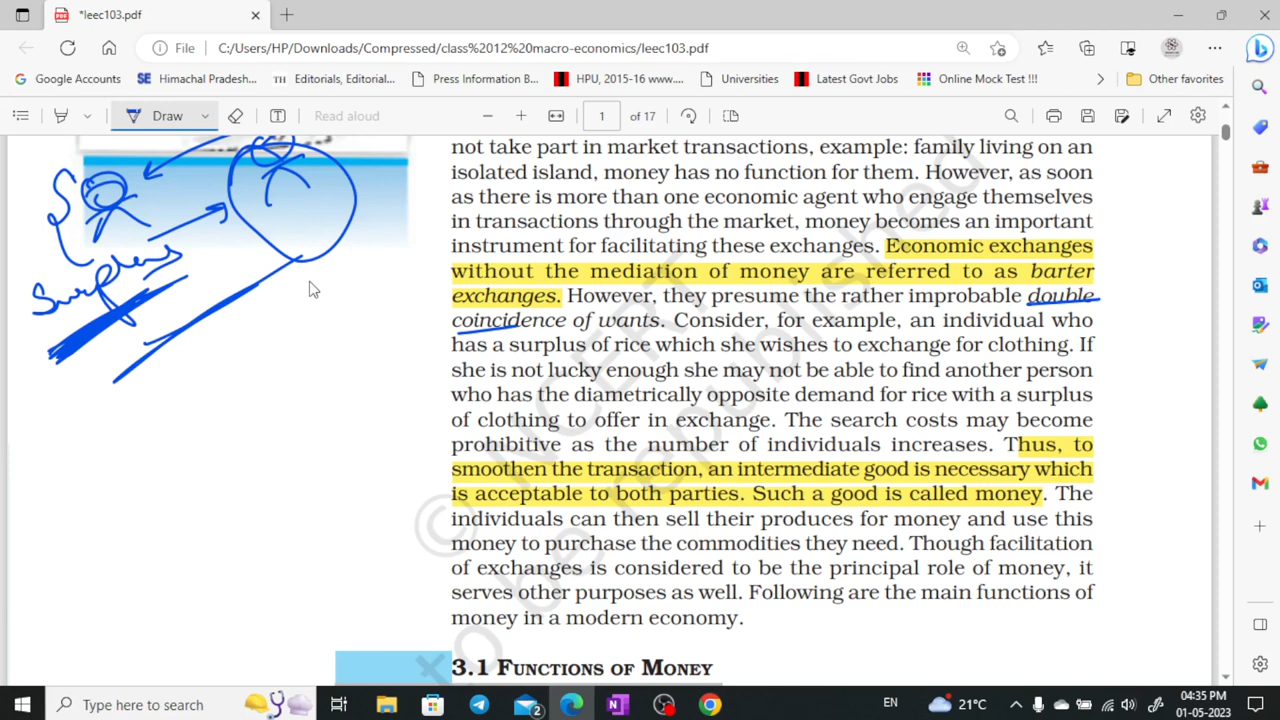 *leec103.pdf
File C:/Users/HP/Downloads/Compressed/class%2012%20macro-economics/leec103.pdf
Google Accounts SE Himachal Pradesh... TH Editorials, Editorial... Press Information B... HPU, 2015-16 www.... Universities Latest Govt Jobs Online Mock Test !!! Other favorites
Draw Read aloud 1 of 17
not take part in market transactions, example: family living on an
isolated island, money has no function for them. However, as soon
as there is more than one economic agent who engage themselves
in transactions through the market, money becomes an important
instrument for facilitating these exchanges. Economic exchanges
without the mediation of money are referred to as barter
exchanges. However, they presume the rather improbable double
coincidence of wants. Consider, for example, an individual who
has a surplus of rice which she wishes to exchange for clothing. If
she is not lucky enough she may not be able to find another person
who has the diametrically opposite demand for rice with a surplus
of clothing to offer in exchange. The search costs may become
prohibitive as the number of individuals increases. Thus, to
smoothen the transaction, an intermediate good is necessary which
is acceptable to both parties. Such a good is called money. The
individuals can then sell their produces for money and use this
money to purchase the commodities they need. Though facilitation
of exchanges is considered to be the principal role of money, it
serves other purposes as well. Following are the main functions of
money in a modern economy.
3.1 FUNCTIONS OF MONEY
Surplus
© NCERT
to be republished
Type here to search
2
EN
21°C
04:35 PM
01-05-2023